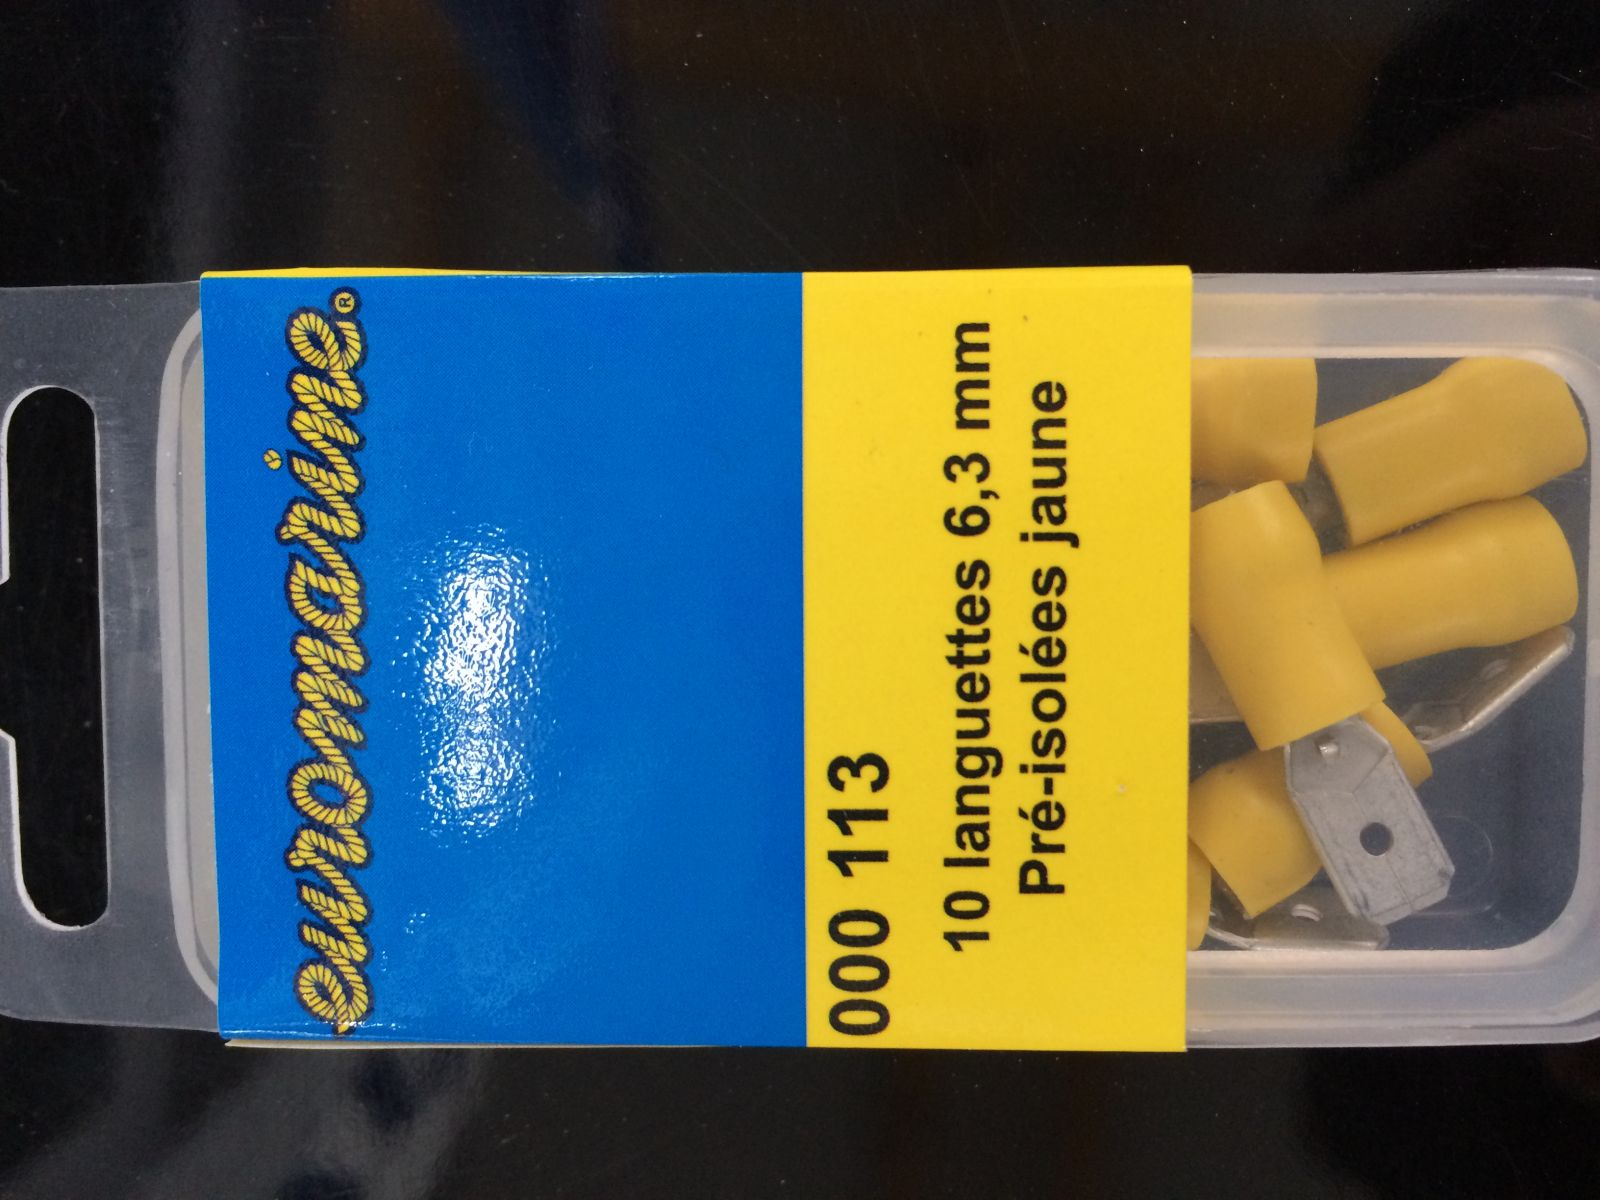 euromarine®
000 113
10 languettes 6,3 mm
Pré-isolées jaune